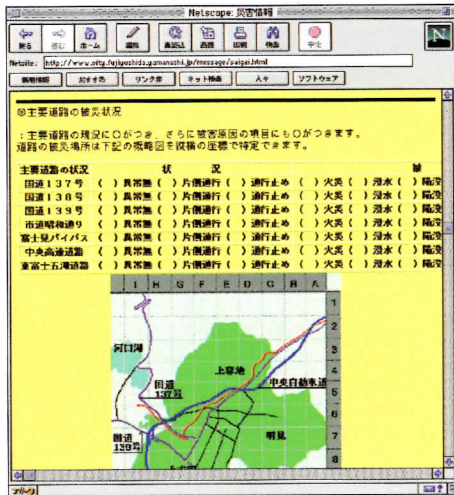 Netscape: 災害情報
戻る 進む ホーム 編集 再読込 画像 印刷 検索 中止
N
Netsite: http://www.city.fujiyoshida.yamanashi.jp/message/saigai.html
新着情報 おすすめ リンク集 ネット検索 人々 ソフトウェア
◎主要道路の被災状況
：主要道路の現況に○がつき、さらに被害原因の項目にも○がつきます。
道路の被災場所は下記の概略図を縦横の座標で特定できます。
主要道路の状況 状 況
国道１３７号 ( ) 異常無 ( ) 片側通行 ( ) 通行止め ( ) 火災 ( ) 浸水 ( ) 陥没
国道１３８号 ( ) 異常無 ( ) 片側通行 ( ) 通行止め ( ) 火災 ( ) 浸水 ( ) 陥没
国道１３９号 ( ) 異常無 ( ) 片側通行 ( ) 通行止め ( ) 火災 ( ) 浸水 ( ) 陥没
市道昭和通り ( ) 異常無 ( ) 片側通行 ( ) 通行止め ( ) 火災 ( ) 浸水 ( ) 陥没
富士見バイパス ( ) 異常無 ( ) 片側通行 ( ) 通行止め ( ) 火災 ( ) 浸水 ( ) 陥没
中央高速道路 ( ) 異常無 ( ) 片側通行 ( ) 通行止め ( ) 火災 ( ) 浸水 ( ) 陥没
東富士五湖道路 ( ) 異常無 ( ) 片側通行 ( ) 通行止め ( ) 火災 ( ) 浸水 ( ) 陥没
I H G F E D C B A
1
2
3
河口湖
4
上暮地
国道
137号
中央自動車道
5
6
国道
139号
明見
7
8